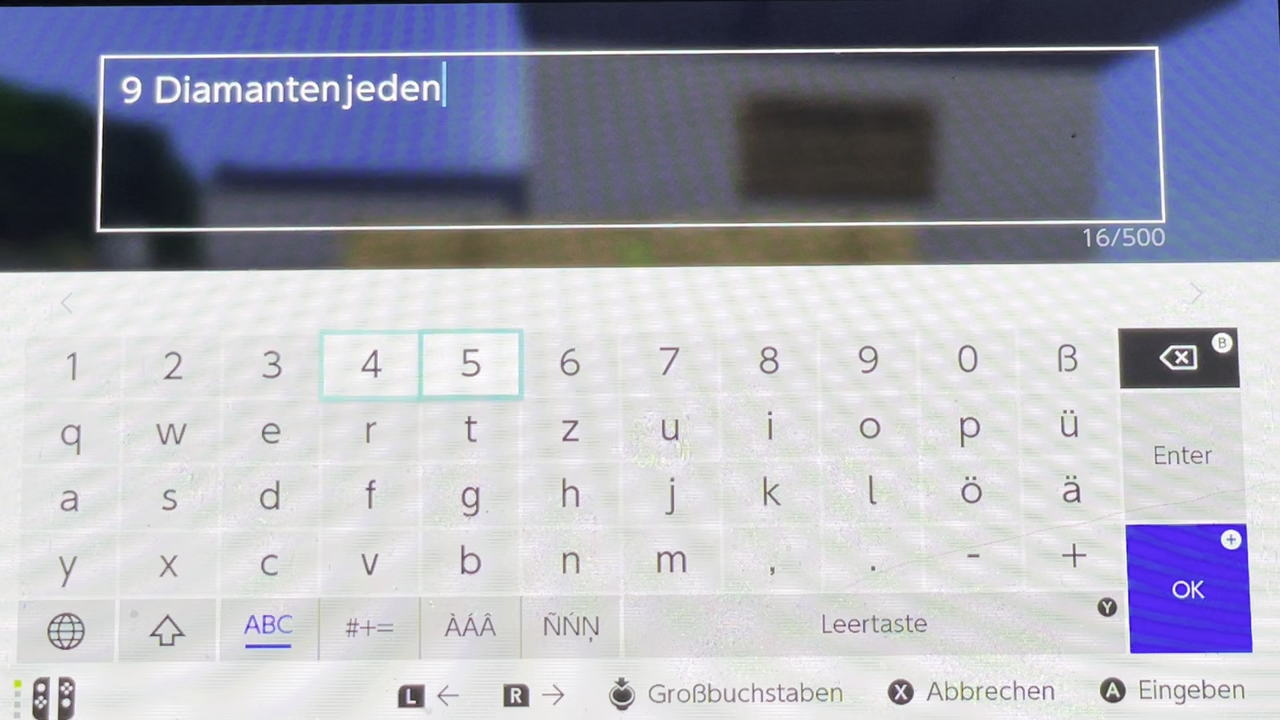 9 Diamantenjeden
16/500
1 2 3 4 5 6 7 8 9 0 ß
q w e r t z u i o p ü
Enter
a s d f g h j k l ö ä
y x c v b n m , . - +
OK
ABC #+= ÀÁÂ ÑŃŅ Leertaste
L ← R → Großbuchstaben X Abbrechen A Eingeben
B
+
Y